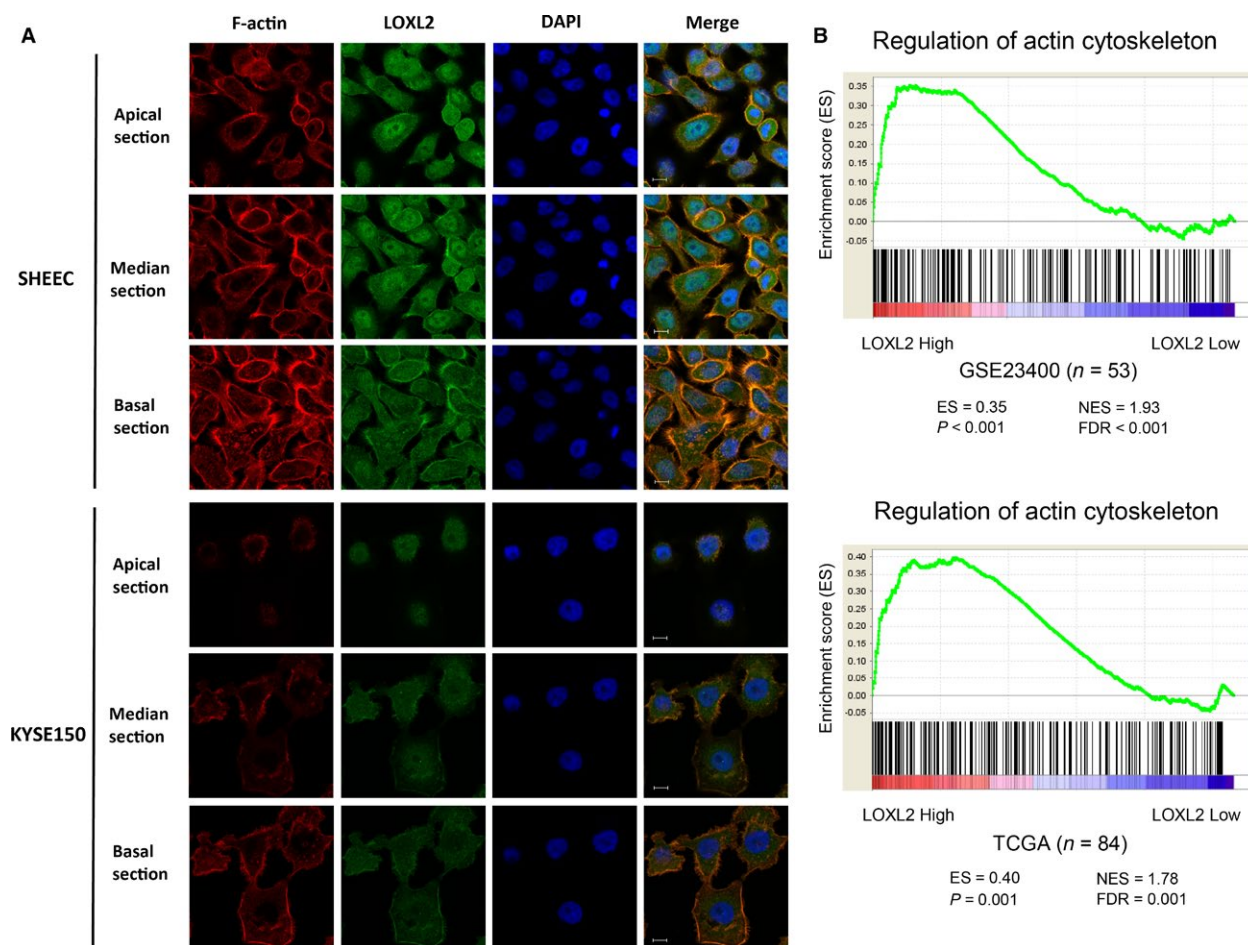 A
F-actin LOXL2 DAPI Merge
SHEEC
Apical
section
Median
section
Basal
section
KYSE150
Apical
section
Median
section
Basal
section
B
Regulation of actin cytoskeleton
Enrichment score (ES)
0.35
0.30
0.25
0.20
0.15
0.10
0.05
0.00
-0.05
LOXL2 High LOXL2 Low
GSE23400 (n = 53)
ES = 0.35 NES = 1.93
P < 0.001 FDR < 0.001
Regulation of actin cytoskeleton
Enrichment score (ES)
0.40
0.35
0.30
0.25
0.20
0.15
0.10
0.05
0.00
-0.05
LOXL2 High LOXL2 Low
TCGA (n = 84)
ES = 0.40 NES = 1.78
P = 0.001 FDR = 0.001